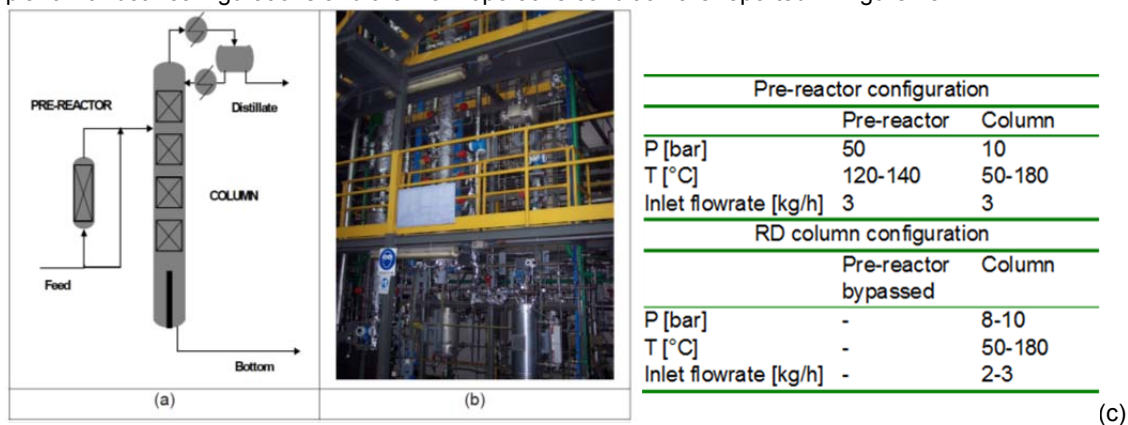 PRE-REACTOR
Distillate
COLUMN
Feed
Bottom
(a)
(b)
Pre-reactor configuration
Pre-reactor Column
P [bar] 50 10
T [°C] 120-140 50-180
Inlet flowrate [kg/h] 3 3
RD column configuration
Pre-reactor Column
bypassed
P [bar] - 8-10
T [°C] - 50-180
Inlet flowrate [kg/h] - 2-3
(c)